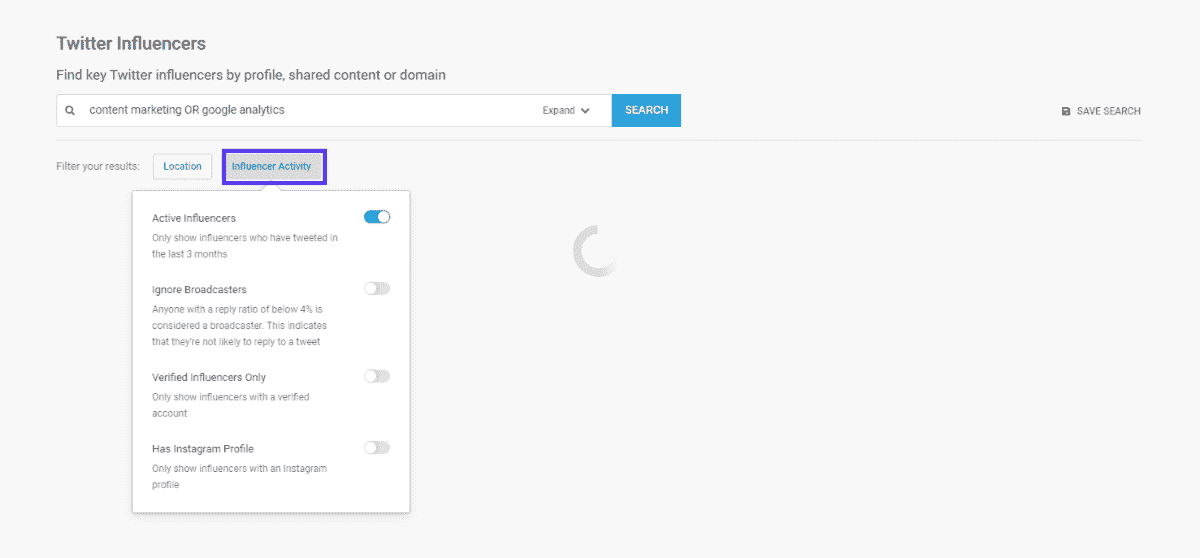 Twitter Influencers
Find key Twitter influencers by profile, shared content or domain
content marketing OR google analytics
Expand
SEARCH
SAVE SEARCH
Filter your results:
Location
Influencer Activity
Active Influencers
Only show influencers who have tweeted in
the last 3 months
Ignore Broadcasters
Anyone with a reply ratio of below 4% is
considered a broadcaster. This indicates
that they're not likely to reply to a tweet
Verified Influencers Only
Only show influencers with a verified
account
Has Instagram Profile
Only show influencers with an Instagram
profile